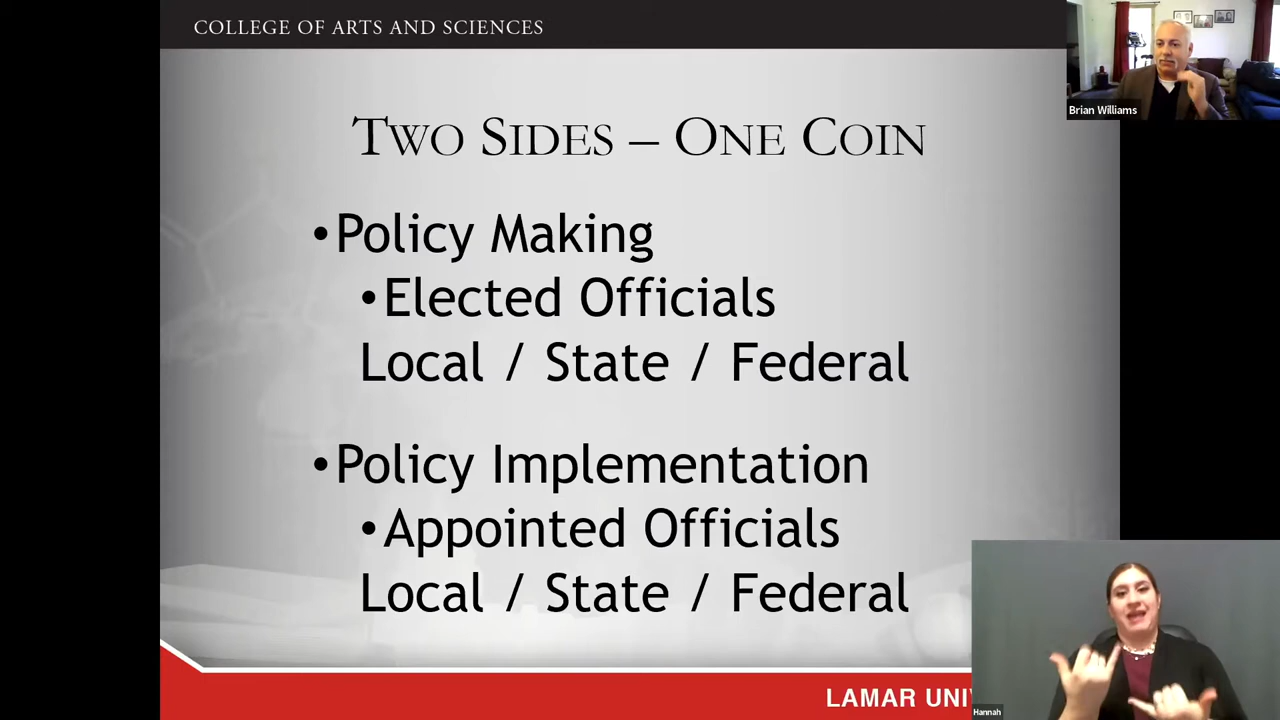 COLLEGE OF ARTS AND SCIENCES
Brian Williams
TWO SIDES – ONE COIN
•Policy Making
•Elected Officials
Local / State / Federal
•Policy Implementation
•Appointed Officials
Local / State / Federal
LAMAR
Hannah